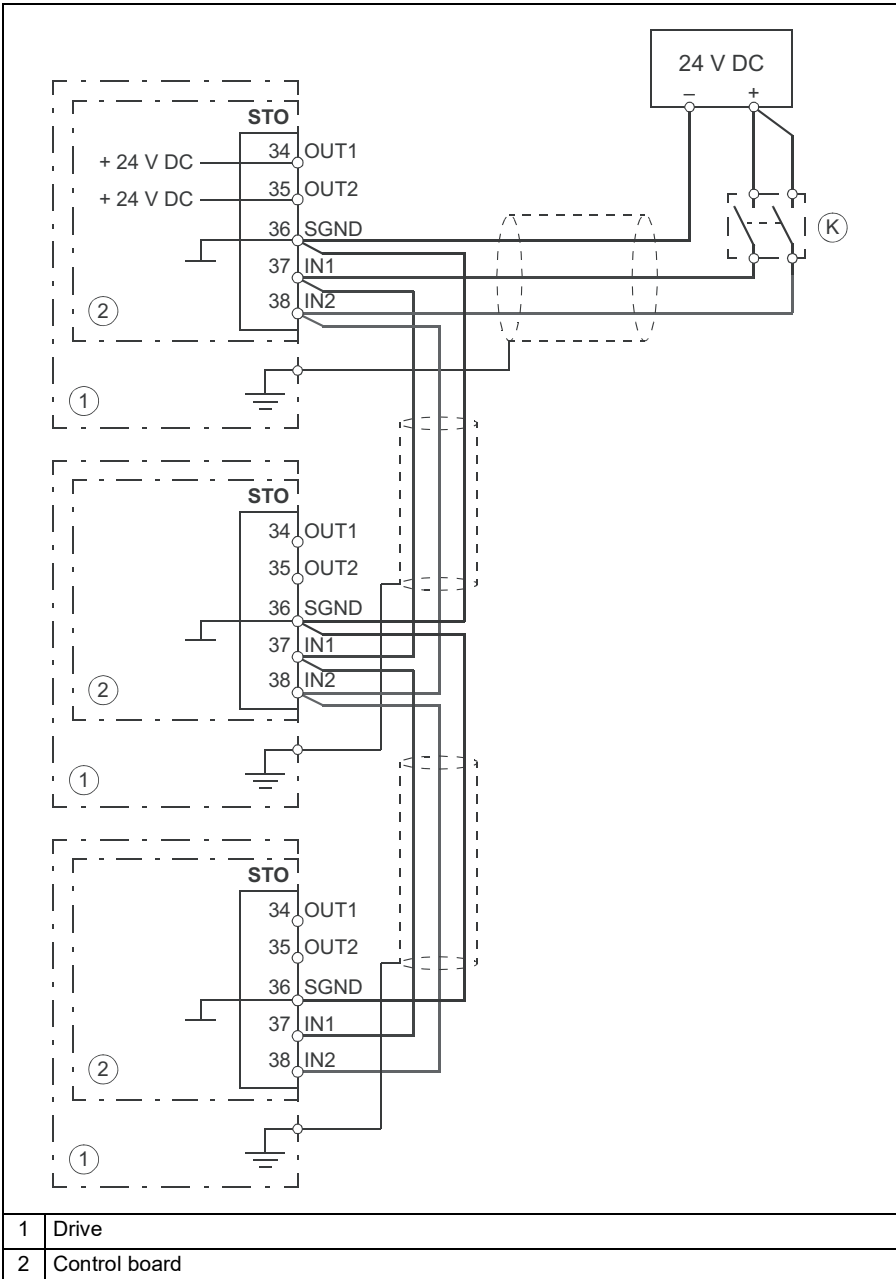 24 V DC
– +
K
STO
+ 24 V DC 34 OUT1
+ 24 V DC 35 OUT2
36 SGND
37 IN1
38 IN2
2
1
STO
34 OUT1
35 OUT2
36 SGND
37 IN1
38 IN2
2
1
STO
34 OUT1
35 OUT2
36 SGND
37 IN1
38 IN2
2
1
1 Drive
2 Control board